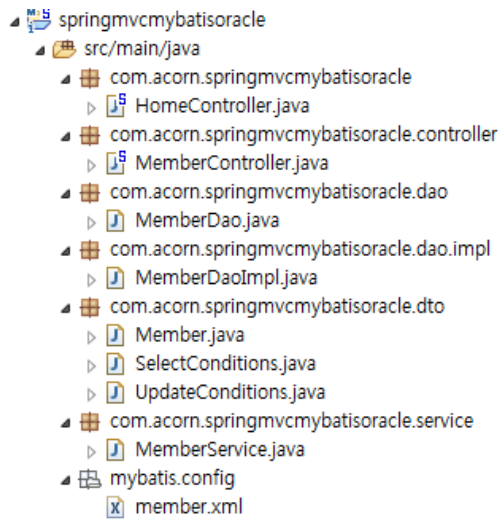 springmvcmybatisoracle
src/main/java
com.acorn.springmvcmybatisoracle
HomeController.java
com.acorn.springmvcmybatisoracle.controller
MemberController.java
com.acorn.springmvcmybatisoracle.dao
MemberDao.java
com.acorn.springmvcmybatisoracle.dao.impl
MemberDaoImpl.java
com.acorn.springmvcmybatisoracle.dto
Member.java
SelectConditions.java
UpdateConditions.java
com.acorn.springmvcmybatisoracle.service
MemberService.java
mybatis.config
member.xml